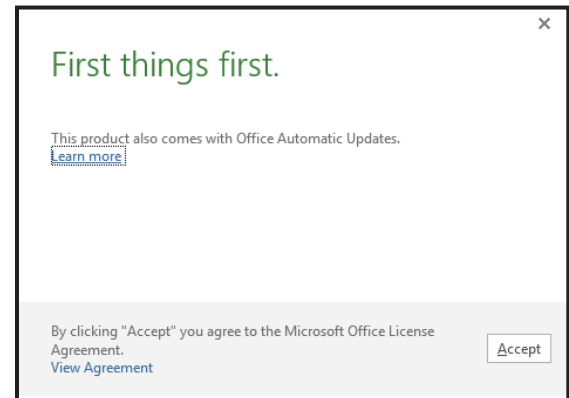 First things first.
This product also comes with Office Automatic Updates.
Learn more
By clicking "Accept" you agree to the Microsoft Office License
Agreement.
View Agreement
Accept